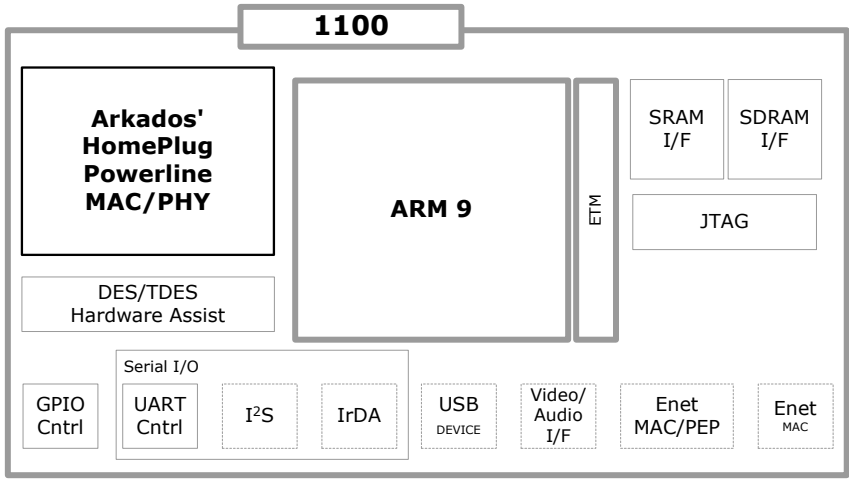 1100
Arkados'
HomePlug
Powerline
MAC/PHY
ARM 9
ETM
SRAM
I/F
SDRAM
I/F
JTAG
DES/TDES
Hardware Assist
Serial I/O
GPIO
Cntrl
UART
Cntrl
I²S
IrDA
USB
DEVICE
Video/
Audio
I/F
Enet
MAC/PEP
Enet
MAC